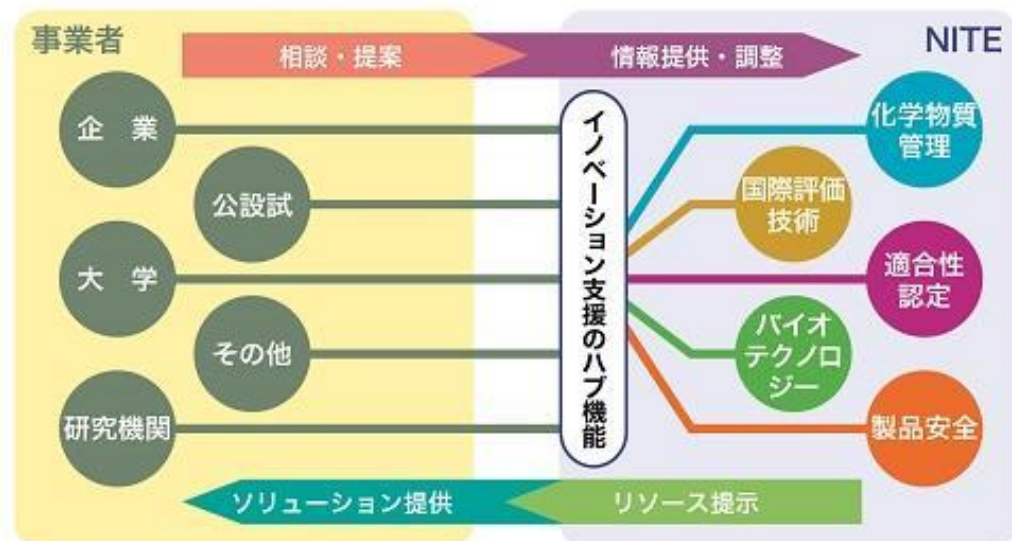 事業者
NITE
相談・提案
情報提供・調整
企　業
公設試
大　学
その他
研究機関
イノベーション支援のハブ機能
化学物質
管理
国際評価
技術
適合性
認定
バイオ
テクノロ
ジー
製品安全
ソリューション提供
リソース提示